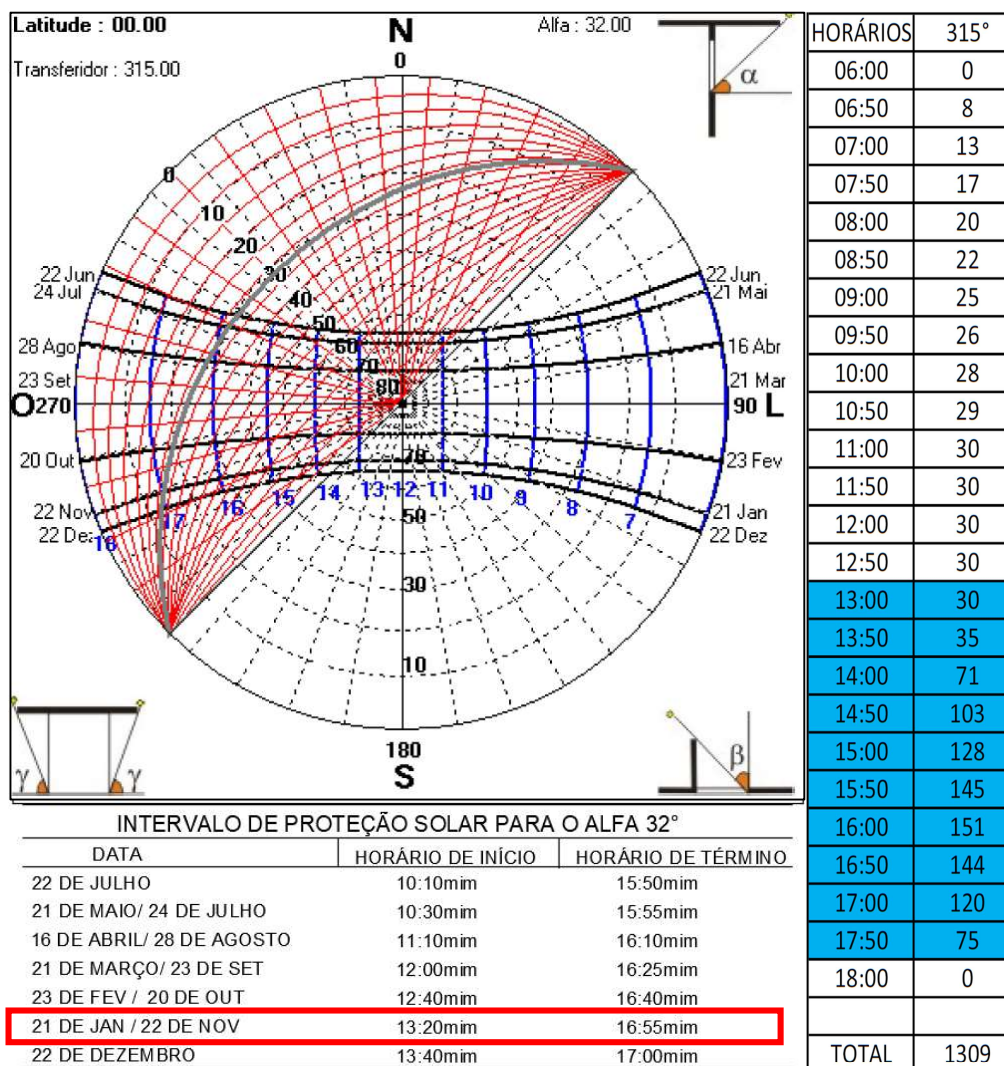 Latitude : 00.00
N
Alfa : 32.00
Transferidor : 315.00
0
α
0
10
20
30
40
50
60
70
80
22 Jun
24 Jul
28 Ago
23 Set
O 270
20 Out
22 Nov
22 Dez
22 Jun
21 Mai
16 Abr
21 Mar
90 L
23 Fev
21 Jan
22 Dez
70
18 17 16 15 14 13 12 11 10 9 8 7
50
30
10
180
S
γ γ
β
HORÁRIOS 315°
06:00 0
06:50 8
07:00 13
07:50 17
08:00 20
08:50 22
09:00 25
09:50 26
10:00 28
10:50 29
11:00 30
11:50 30
12:00 30
12:50 30
13:00 30
13:50 35
14:00 71
14:50 103
15:00 128
15:50 145
16:00 151
16:50 144
17:00 120
17:50 75
18:00 0
TOTAL 1309
INTERVALO DE PROTEÇÃO SOLAR PARA O ALFA 32°
DATA HORÁRIO DE INÍCIO HORÁRIO DE TÉRMINO
22 DE JULHO 10:10mim 15:50mim
21 DE MAIO/ 24 DE JULHO 10:30mim 15:55mim
16 DE ABRIL/ 28 DE AGOSTO 11:10mim 16:10mim
21 DE MARÇO/ 23 DE SET 12:00mim 16:25mim
23 DE FEV / 20 DE OUT 12:40mim 16:40mim
21 DE JAN / 22 DE NOV 13:20mim 16:55mim
22 DE DEZEMBRO 13:40mim 17:00mim